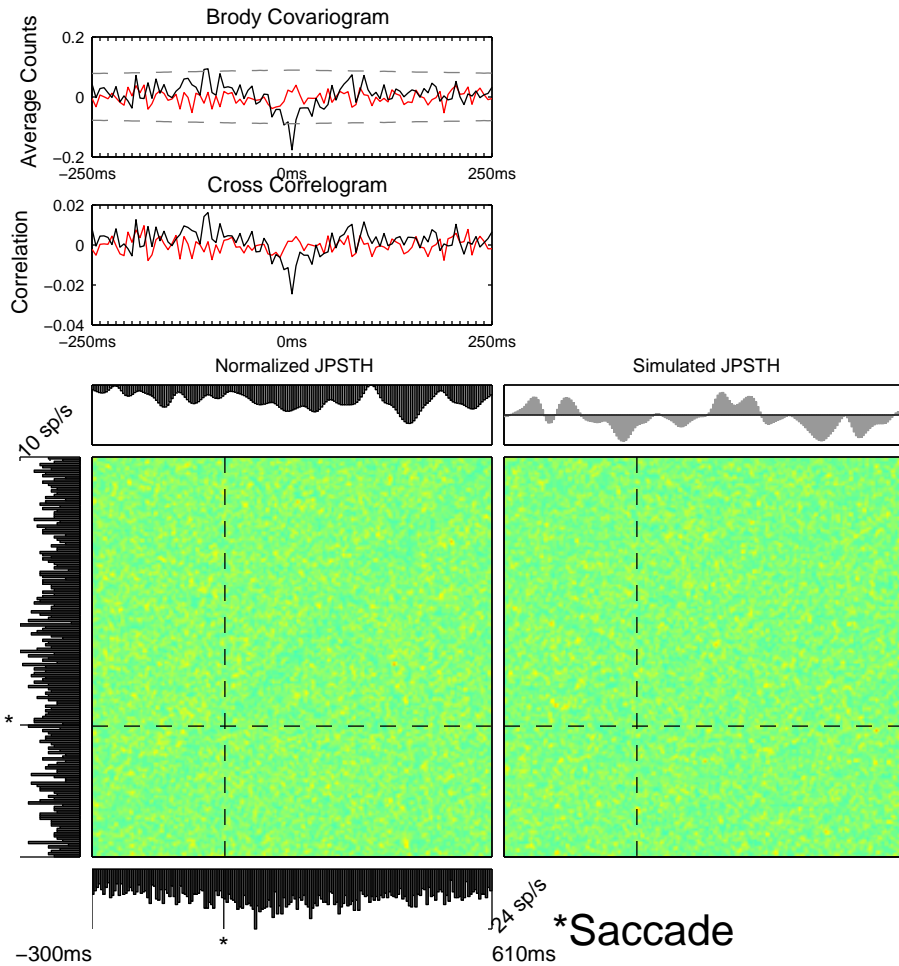 Brody Covariogram
Average Counts
0.2
0
−0.2
−250ms
0ms
250ms
Cross Correlogram
Correlation
0.02
0
−0.02
−0.04
−250ms
0ms
250ms
Normalized JPSTH
Simulated JPSTH
10 sp/s
*
*
24 sp/s
*Saccade
−300ms
610ms